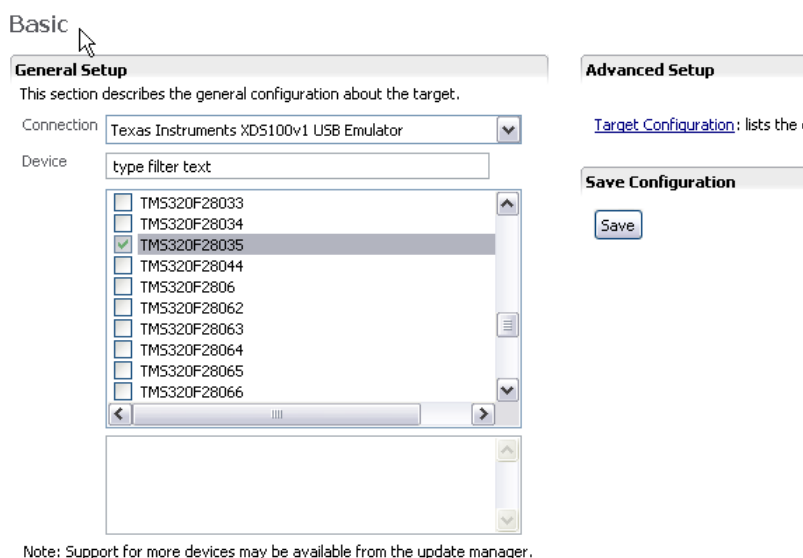 Basic
General Setup
This section describes the general configuration about the target.
Connection
Texas Instruments XDS100v1 USB Emulator
Device
type filter text
TMS320F28033
TMS320F28034
TMS320F28035
TMS320F28044
TMS320F2806
TMS320F28062
TMS320F28063
TMS320F28064
TMS320F28065
TMS320F28066
Note: Support for more devices may be available from the update manager.
Advanced Setup
Target Configuration: lists the
Save Configuration
Save